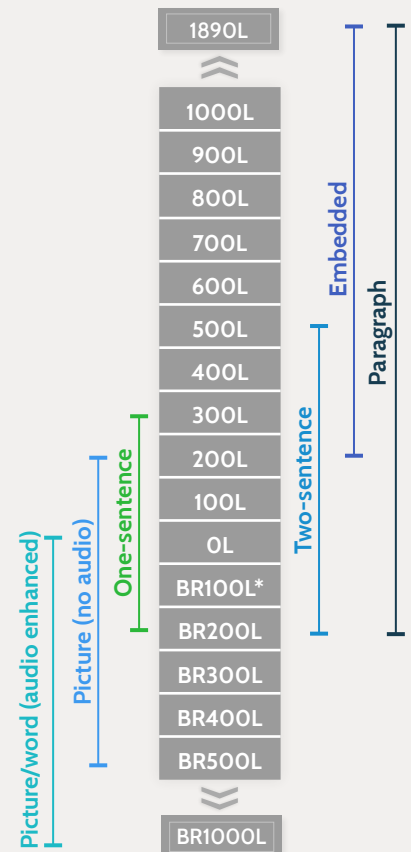 1890L
1000L
900L
800L
700L
600L
500L
400L
300L
200L
100L
0L
BR100L*
BR200L
BR300L
BR400L
BR500L
BR1000L
Picture/word (audio enhanced)
Picture (no audio)
One-sentence
Two-sentence
Embedded
Paragraph